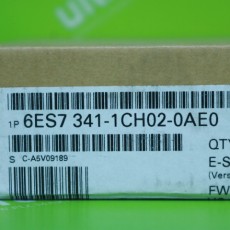 1P 6ES7 341-1CH02-0AE0
S C-A5V09189
QTY
E-S
(Vers
FW